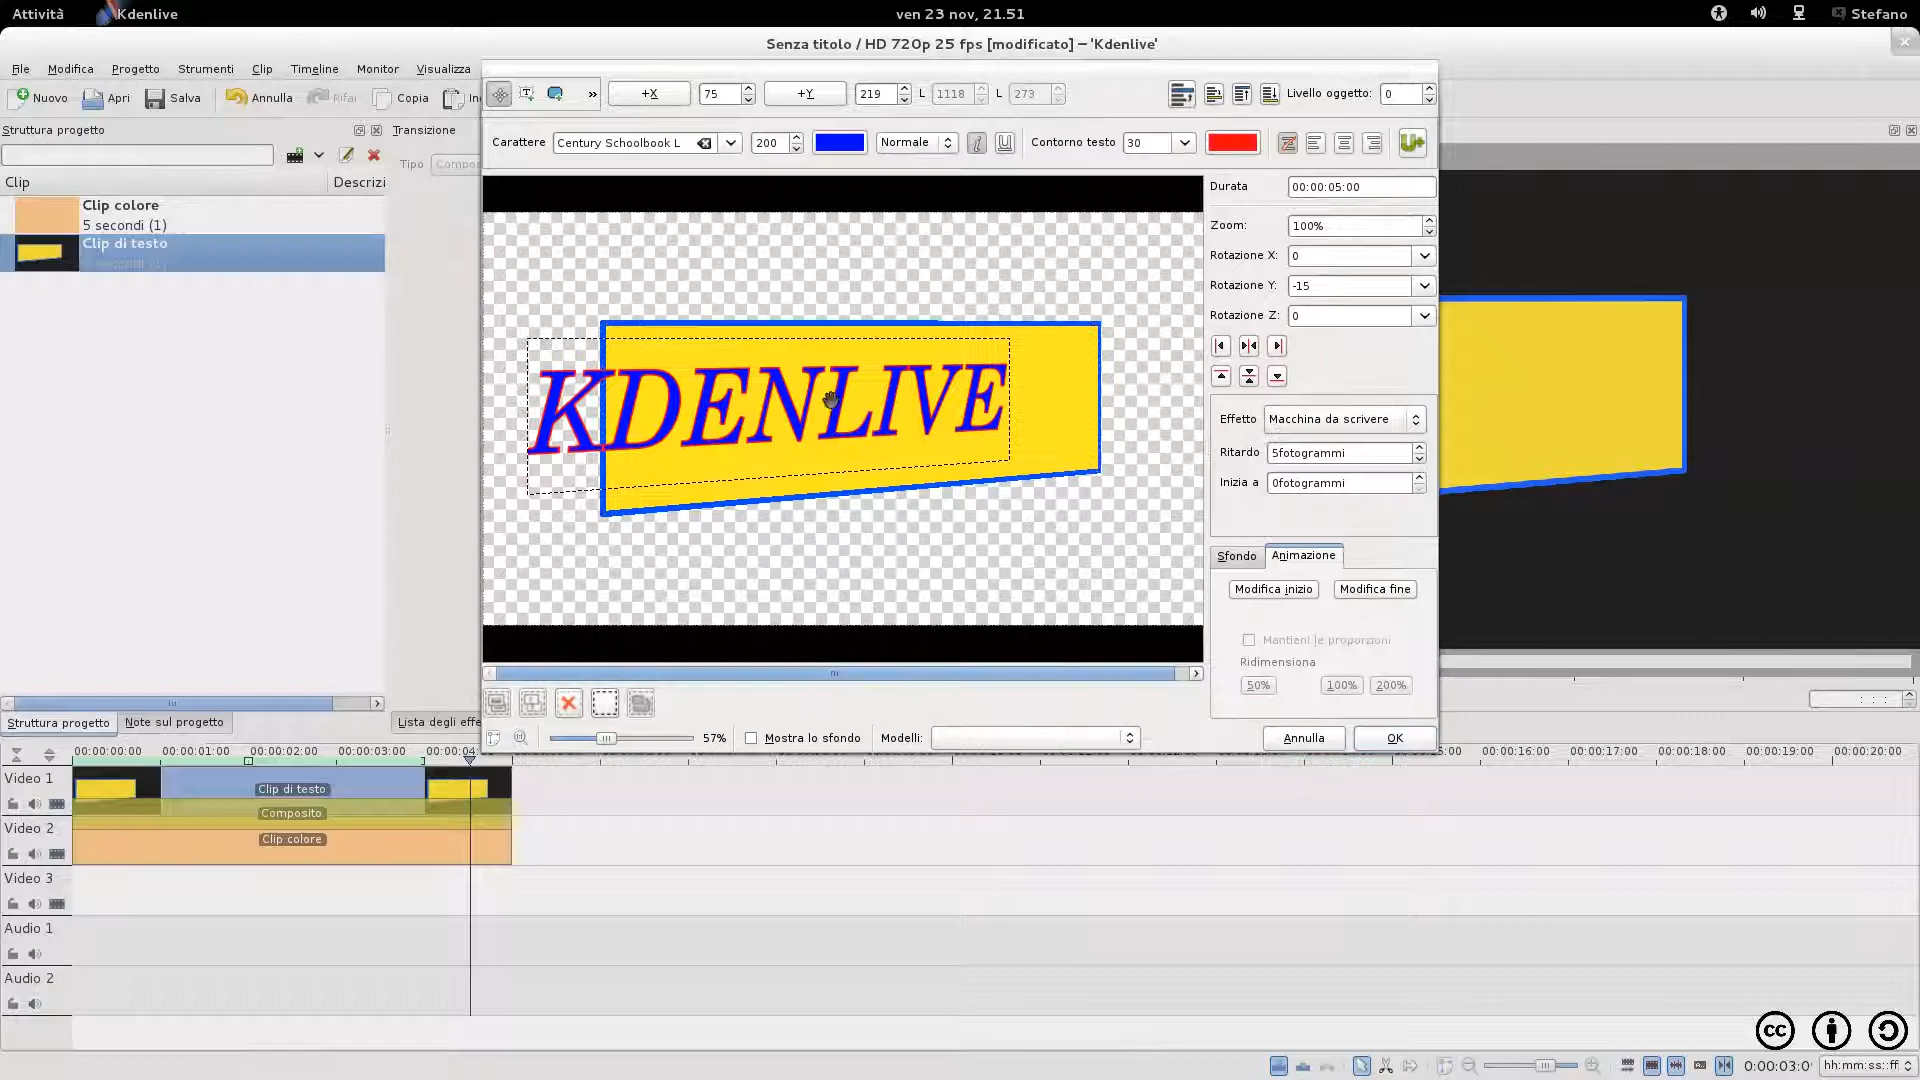 Attività
Kdenlive
ven 23 nov, 21.51
Stefano
Senza titolo / HD 720p 25 fps [modificato] – 'Kdenlive'
File Modifica Progetto Strumenti Clip Timeline Monitor Visualizza
Nuovo Apri Salva Annulla Rifai Copia
+X 75 +Y 219 L 1118 L 273 Livello oggetto: 0
Struttura progetto
Transizione
Carattere Century Schoolbook L 200 Normale Contorno testo 30
Tipo
Clip Descrizi
Clip colore
5 secondi (1)
Clip di testo
Durata 00:00:05:00
Zoom: 100%
Rotazione X: 0
Rotazione Y: -15
Rotazione Z: 0
KDENLIVE
Effetto Macchina da scrivere
Ritardo 5fotogrammi
Inizia a 0fotogrammi
Sfondo Animazione
Modifica inizio Modifica fine
Mantieni le proporzioni
Ridimensiona
50% 100% 200%
Struttura progetto Note sul progetto Lista degli effe
57% Mostra lo sfondo Modelli: Annulla OK
00:00:00:00 00:00:01:00 00:00:02:00 00:00:03:00 00:00:04: 00:00:16:00 00:00:17:00 00:00:18:00 00:00:19:00 00:00:20:00
Video 1
Clip di testo
Composito
Video 2
Clip colore
Video 3
Audio 1
Audio 2
cc
0:00:03:0 hh:mm:ss::ff